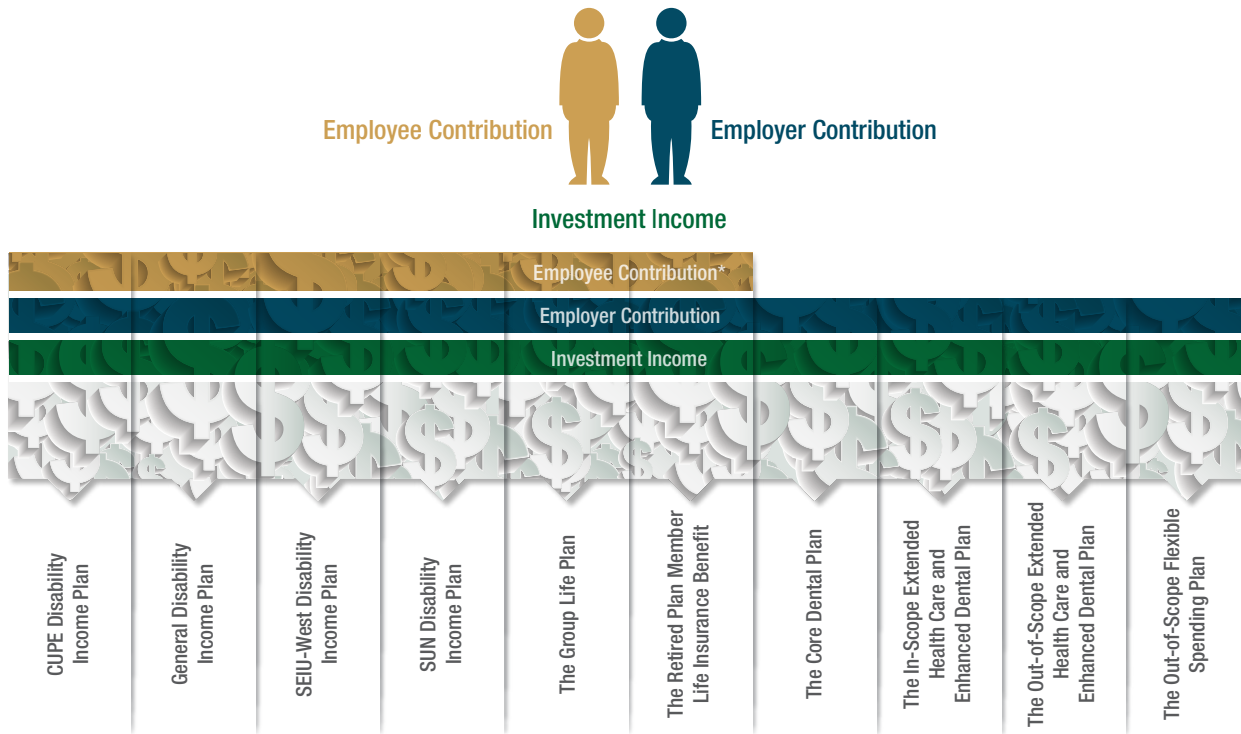 Employee Contribution
Employer Contribution
Investment Income
Employee Contribution*
Employer Contribution
Investment Income
CUPE Disability
Income Plan
General Disability
Income Plan
SEIU-West Disability
Income Plan
SUN Disability
Income Plan
The Group Life Plan
The Retired Plan Member
Life Insurance Benefit
The Core Dental Plan
The In-Scope Extended
Health Care and
Enhanced Dental Plan
The Out-of-Scope Extended
Health Care and
Enhanced Dental Plan
The Out-of-Scope Flexible
Spending Plan